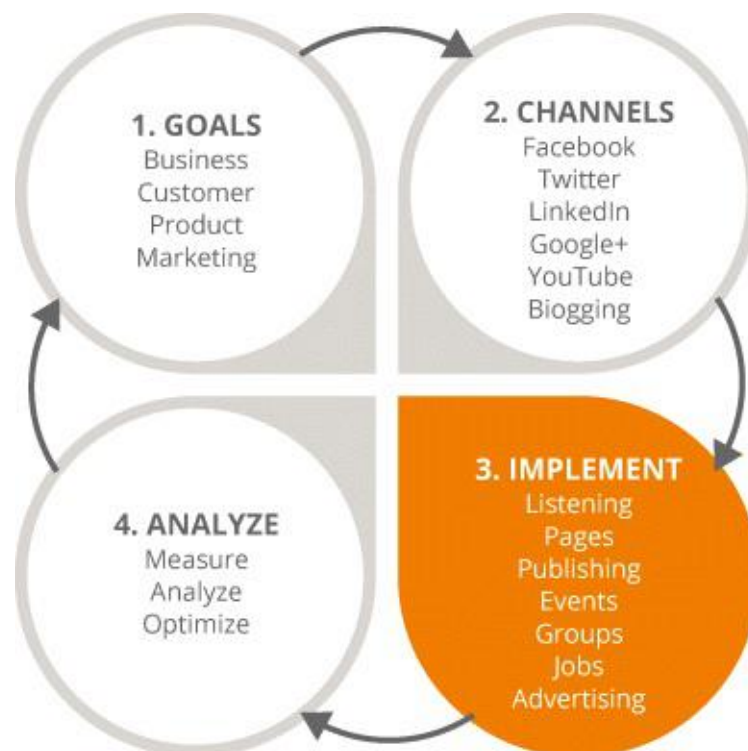 1. GOALS
Business
Customer
Product
Marketing
2. CHANNELS
Facebook
Twitter
LinkedIn
Google+
YouTube
Biogging
3. IMPLEMENT
Listening
Pages
Publishing
Events
Groups
Jobs
Advertising
4. ANALYZE
Measure
Analyze
Optimize